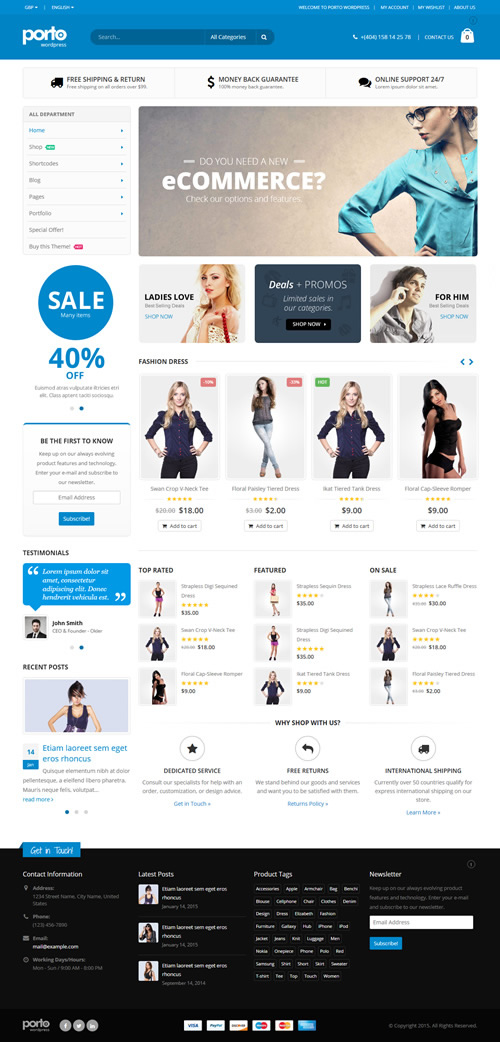 GBP
ENGLISH
WELCOME TO PORTO WORDPRESS
MY ACCOUNT
MY WISHLIST
ABOUT US
porto
wordpress
Search...
All Categories
+(404) 158 14 25 78
CONTACT US
0
FREE SHIPPING & RETURN
Free shipping on all orders over $99.
MONEY BACK GUARANTEE
100% money back guarantee.
ONLINE SUPPORT 24/7
Lorem ipsum dolor sit amet.
ALL DEPARTMENT
Home
Shop NEW
Shortcodes
Blog
Pages
Portfolio
Special Offer!
Buy this Theme! HOT
DO YOU NEED A NEW
eCOMMERCE?
Check our options and features.
SALE
Many items
40%
OFF
Euismod atras vulputate iltricies etri
elit. Class aptent taciti sociosqu.
LADIES LOVE
Best Selling Deals
SHOP NOW
Deals + PROMOS
Limited sales in
our categories.
SHOP NOW
FOR HIM
Best Selling Deals
SHOP NOW
FASHION DRESS
-10%
-33%
HOT
Swan Crop V-Neck Tee
$20.00 $18.00
Add to cart
Floral Paisley Tiered Dress
$3.00 $2.00
Add to cart
Ikat Tiered Tank Dress
$9.00
Add to cart
Floral Cap-Sleeve Romper
$9.00
Add to cart
BE THE FIRST TO KNOW
Keep up on our always evolving
product features and technology.
Enter your e-mail and subscribe to
our newsletter.
Email Address
Subscribe!
TESTIMONIALS
“ Lorem ipsum dolor sit
amet, consectetur
adipiscing elit. Donec
hendrerit vehicula est. ”
John Smith
CEO & Founder - Okler
RECENT POSTS
14
Jan
Etiam laoreet sem eget
eros rhoncus
Quisque elementum nibh at dolor
pellentesque, a eleifend libero pharetra.
Mauris neque felis, volutpat...
read more
TOP RATED
Strapless Digi Sequined
Dress
$35.00
Swan Crop V-Neck Tee
$20.00 $18.00
Floral Cap-Sleeve Romper
$9.00
FEATURED
Strapless Sequin Dress
$30.00
Strapless Digi Sequined
Dress
$35.00
Ikat Tiered Tank Dress
$9.00
ON SALE
Strapless Lace Ruffle Dress
$30.00
Swan Crop V-Neck Tee
$20.00 $18.00
Floral Paisley Tiered Dress
$3.00 $2.00
WHY SHOP WITH US?
DEDICATED SERVICE
Consult our specialists for help with an
order, customization, or design advice.
Get in Touch
FREE RETURNS
We stand behind our goods and services
and want you to be satisfied with them.
Returns Policy
INTERNATIONAL SHIPPING
Currently over 50 countries qualify for
express international shipping on our
store.
Learn More
Get in Touch!
Contact Information
Address:
1234 Street Name, City Name, United
States
Phone:
(123) 456-7890
Email:
mail@example.com
Working Days/Hours:
Mon - Sun / 9:00 AM - 8:00 PM
Latest Posts
Etiam laoreet sem eget eros
rhoncus
January 14, 2015
Etiam laoreet sem eget eros
rhoncus
January 14, 2015
Etiam laoreet sem eget eros
rhoncus
September 14, 2014
Product Tags
Accessories Apple Armchair Bag Benchi
Blouse Cellphone Chair Clothes Denim
Design Dress Elisabeth Fashion
Furniture Gallaxy Hub iPhone iPod
Jacket Jeans Knit Luggage Men
Nokia Onepiece Phone Polo Red
Samsung Shirt Short Skirt Sweater
T-shirt Tee Top Touch Women
Newsletter
Keep up on our always evolving product
features and technology. Enter your e-mail
and subscribe to our newsletter.
Email Address
Subscribe!
porto
wordpress
VISA
PayPal
© Copyright 2015. All Rights Reserved.